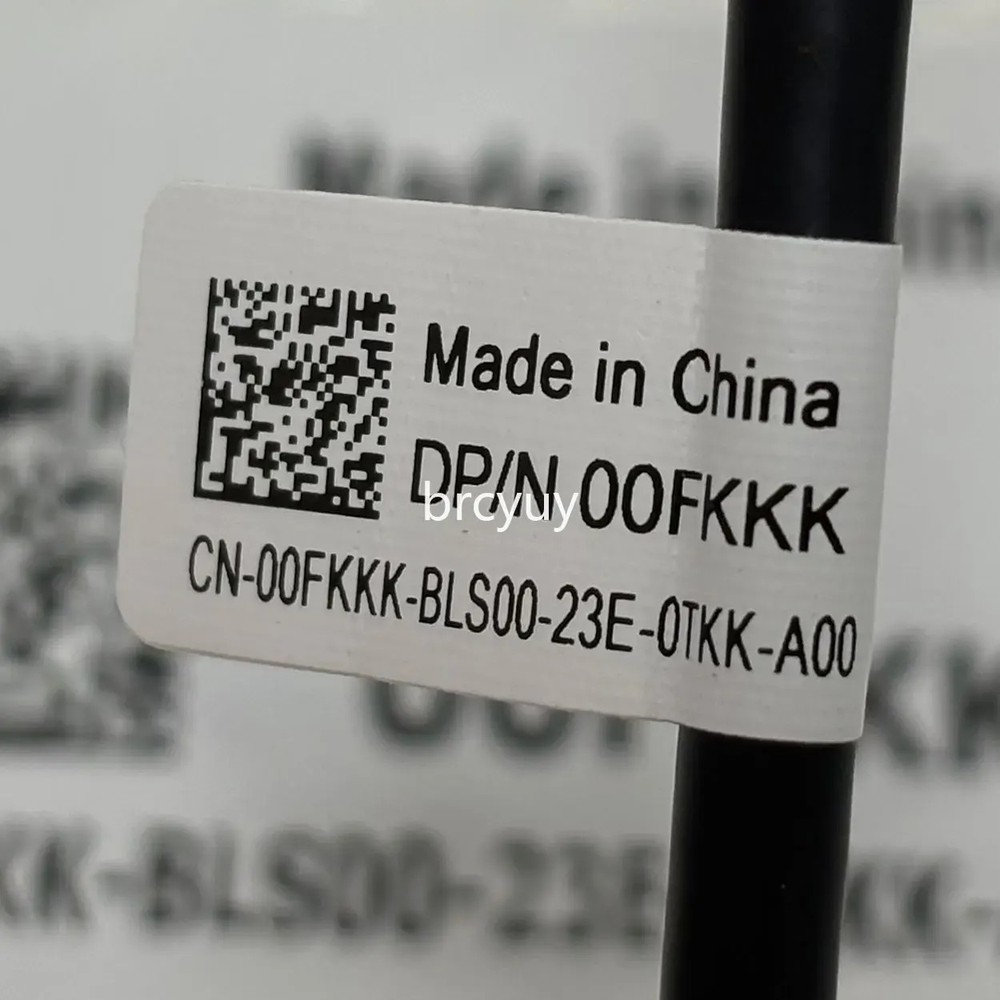 Made in China
DP/N 00FKKK
brcyuy
CN-00FKKK-BLS00-23E-0TKK-A00